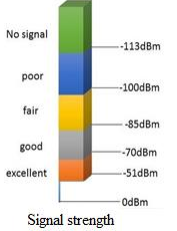 No signal
-113dBm
poor
-100dBm
fair
-85dBm
good
-70dBm
excellent
-51dBm
0dBm
Signal strength